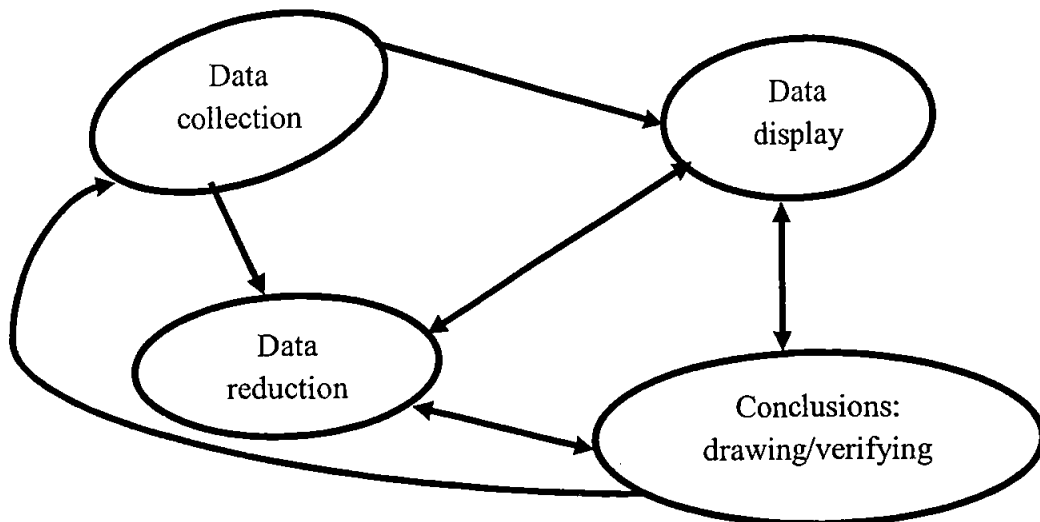 Data
collection
Data
display
Data
reduction
Conclusions:
drawing/verifying